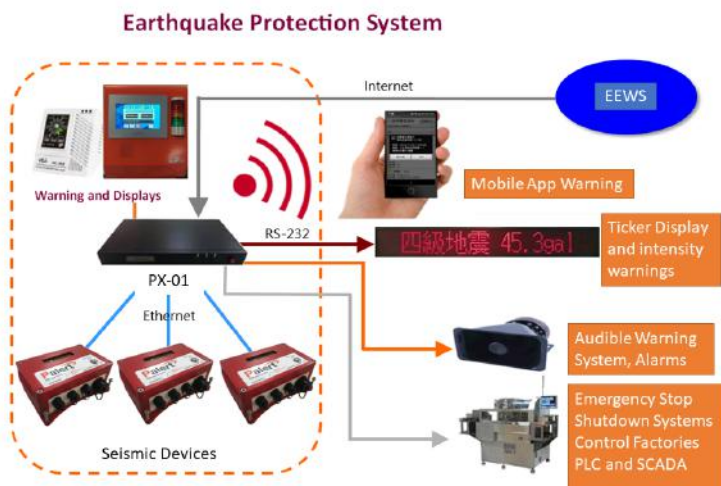 Earthquake Protection System
Internet
EEWS
Mobile App Warning
Warning and Displays
RS-232
四級地震 45.3gal
Ticker Display
and intensity
warnings
PX-01
Ethernet
Palert
Palert
Palert
Audible Warning
System, Alarms
Emergency Stop
Shutdown Systems
Control Factories
PLC and SCADA
Seismic Devices